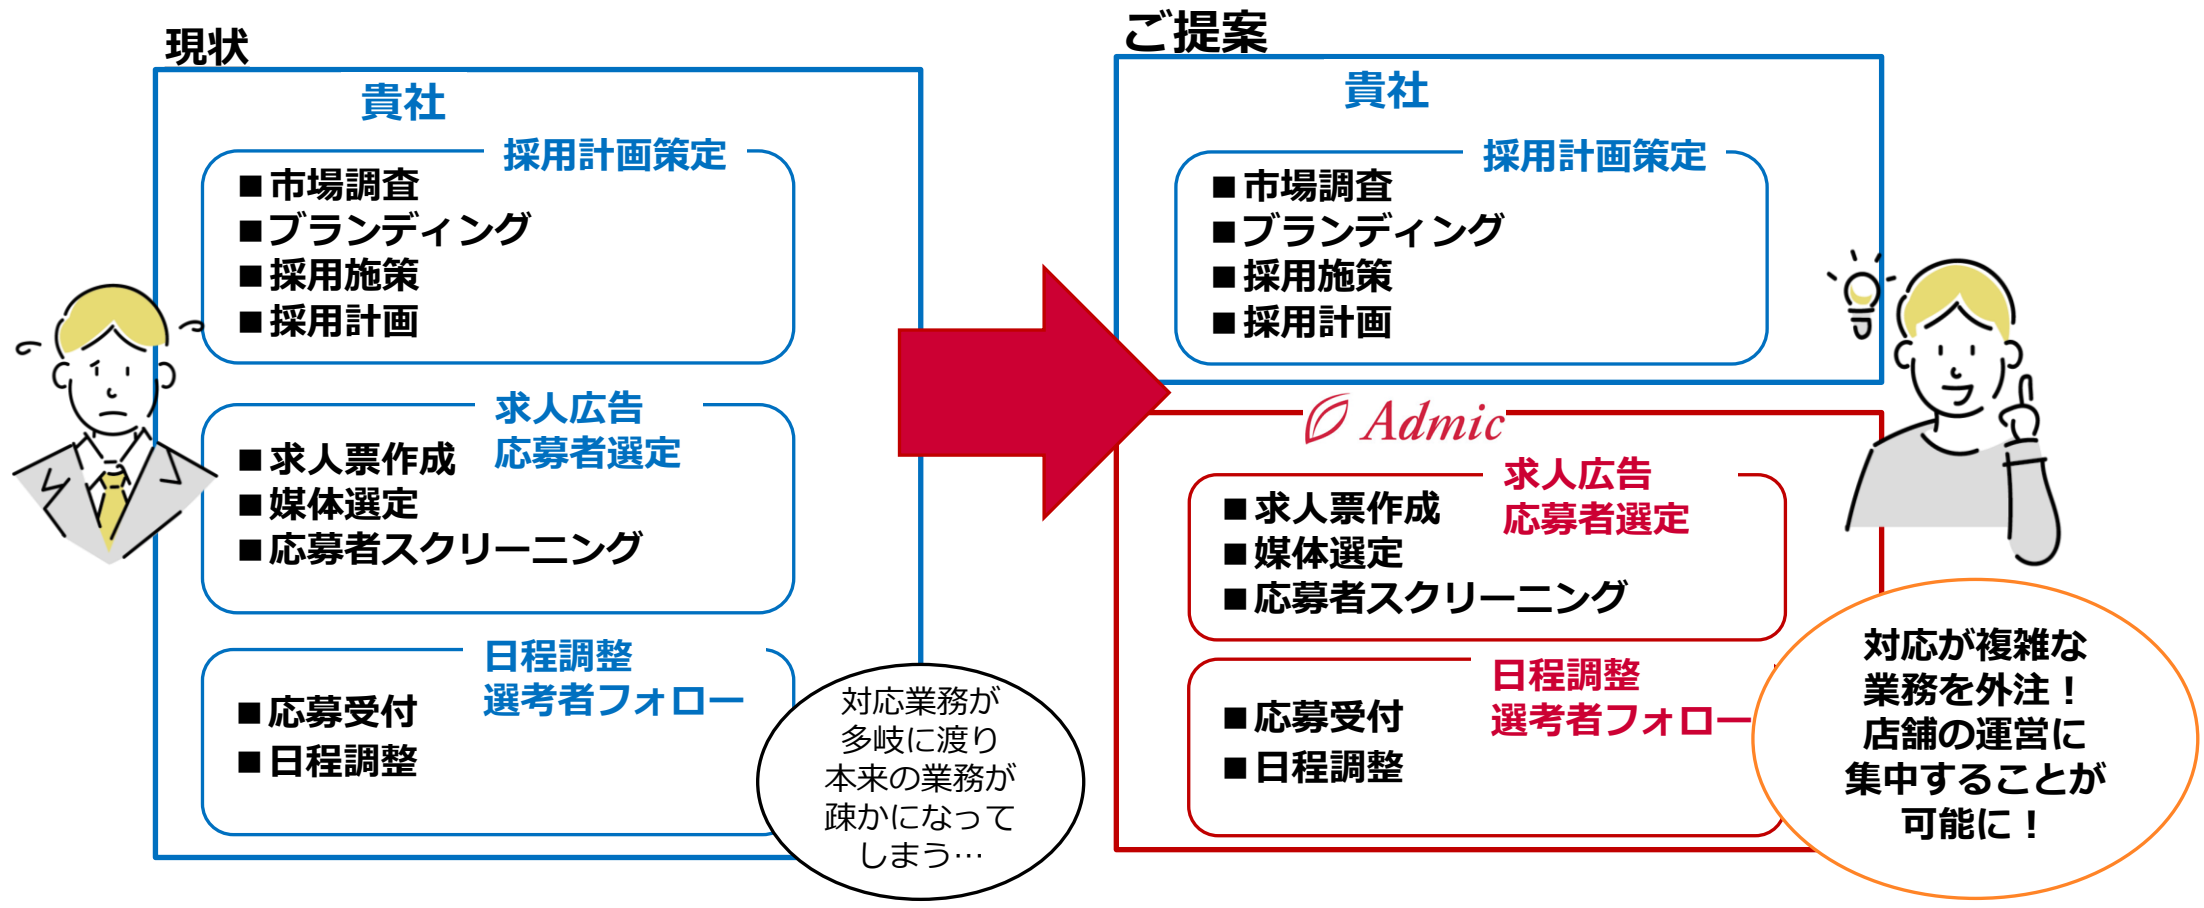 現状
貴社
採用計画策定
■市場調査
■ブランディング
■採用施策
■採用計画
求人広告
応募者選定
■求人票作成
■媒体選定
■応募者スクリーニング
日程調整
選考者フォロー
■応募受付
■日程調整
対応業務が
多岐に渡り
本来の業務が
疎かになって
しまう…
ご提案
貴社
採用計画策定
■市場調査
■ブランディング
■採用施策
■採用計画
Admic
求人広告
応募者選定
■求人票作成
■媒体選定
■応募者スクリーニング
日程調整
選考者フォロー
■応募受付
■日程調整
対応が複雑な
業務を外注！
店舗の運営に
集中することが
可能に！